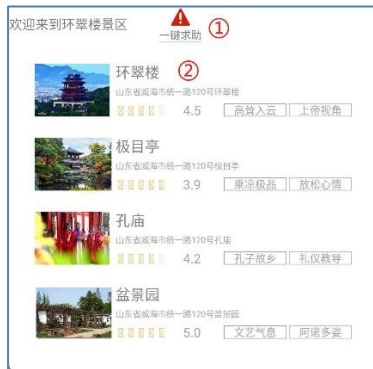 欢迎来到环翠楼景区
一键求助
①
环翠楼
②
山东省威海市统一路120号环翠楼
4.5
高耸入云
上帝视角
极目亭
山东省威海市统一路120号极目亭
3.9
乘凉极品
放松心情
孔庙
山东省威海市统一路120号孔庙
4.2
孔子故乡
礼仪教导
盆景园
山东省威海市统一路120号盆景园
5.0
文艺气息
阿诺多姿